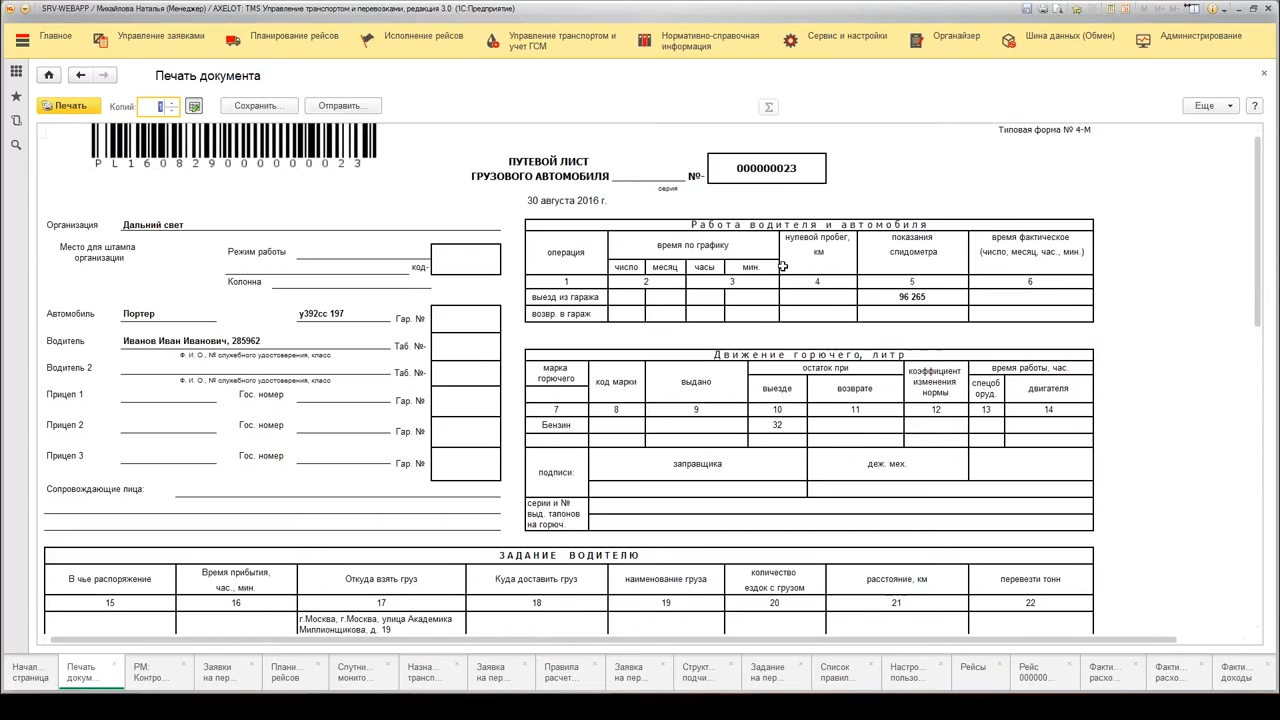 SRV-WEBAPP / Михайлова Наталья (Менеджер) / AXELOT: TMS Управление транспортом и перевозками, редакция 3.0 (1С:Предприятие)
M M+ M-
Главное
Управление заявками
Планирование рейсов
Исполнение рейсов
Управление транспортом и
учет ГСМ
Нормативно-справочная
информация
Сервис и настройки
Органайзер
Шина данных (Обмен)
Администрирование
Печать документа
Печать
Копий:
1
Сохранить...
Отправить...
Σ
Еще
?
Типовая форма № 4-М
PL1608290000000023
ПУТЕВОЙ ЛИСТ
ГРУЗОВОГО АВТОМОБИЛЯ ____________ №-
серия
000000023
30 августа 2016 г.
Организация Дальний свет
Место для штампа
организации
Режим работы
код-
Колонна
Автомобиль Портер у392сс 197 Гар. №
Водитель Иванов Иван Иванович, 285962 Таб. №-
Ф. И. О., № служебного удостоверения, класс
Водитель 2 Таб. №-
Ф. И. О., № служебного удостоверения, класс
Прицеп 1 Гос. номер Гар. №
Прицеп 2 Гос. номер Гар. №
Прицеп 3 Гос. номер Гар. №
Сопровождающие лица:
Работа водителя и автомобиля
операция
время по графику
нулевой пробег,
км
показания
спидометра
время фактическое
(число, месяц, час., мин.)
число месяц часы мин.
1 2 3 4 5 6
выезд из гаража 96 265
возвр. в гараж
Движение горючего, литр
марка
горючего
код марки
выдано
остаток при
выезде возврате
коэффициент
изменения
нормы
время работы, час.
спецоб
оруд.
двигателя
7 8 9 10 11 12 13 14
Бензин 32
подписи:
заправщика деж. мех.
серии и №
выд. талонов
на горюч.
ЗАДАНИЕ ВОДИТЕЛЮ
В чье распоряжение
Время прибытия,
час., мин.
Откуда взять груз
Куда доставить груз
наименование груза
количество
ездок с грузом
расстояние, км
перевезти тонн
15 16 17 18 19 20 21 22
г.Москва, г.Москва, улица Академика
Миллионщикова, д. 19
Начал...
страница
Печать
докум...
РМ:
Контро...
Заявки
на пер...
Плани...
рейсов
Спутни...
монито...
Назна...
трансп...
Заявка
на пер...
Правила
расчет...
Заявка
на пер...
Структ...
подчи...
Задание
на пер...
Список
правил...
Настро...
пользо...
Рейсы
Рейс
000000...
Факти...
расхо...
Факти...
расхо...
Факти...
доходы